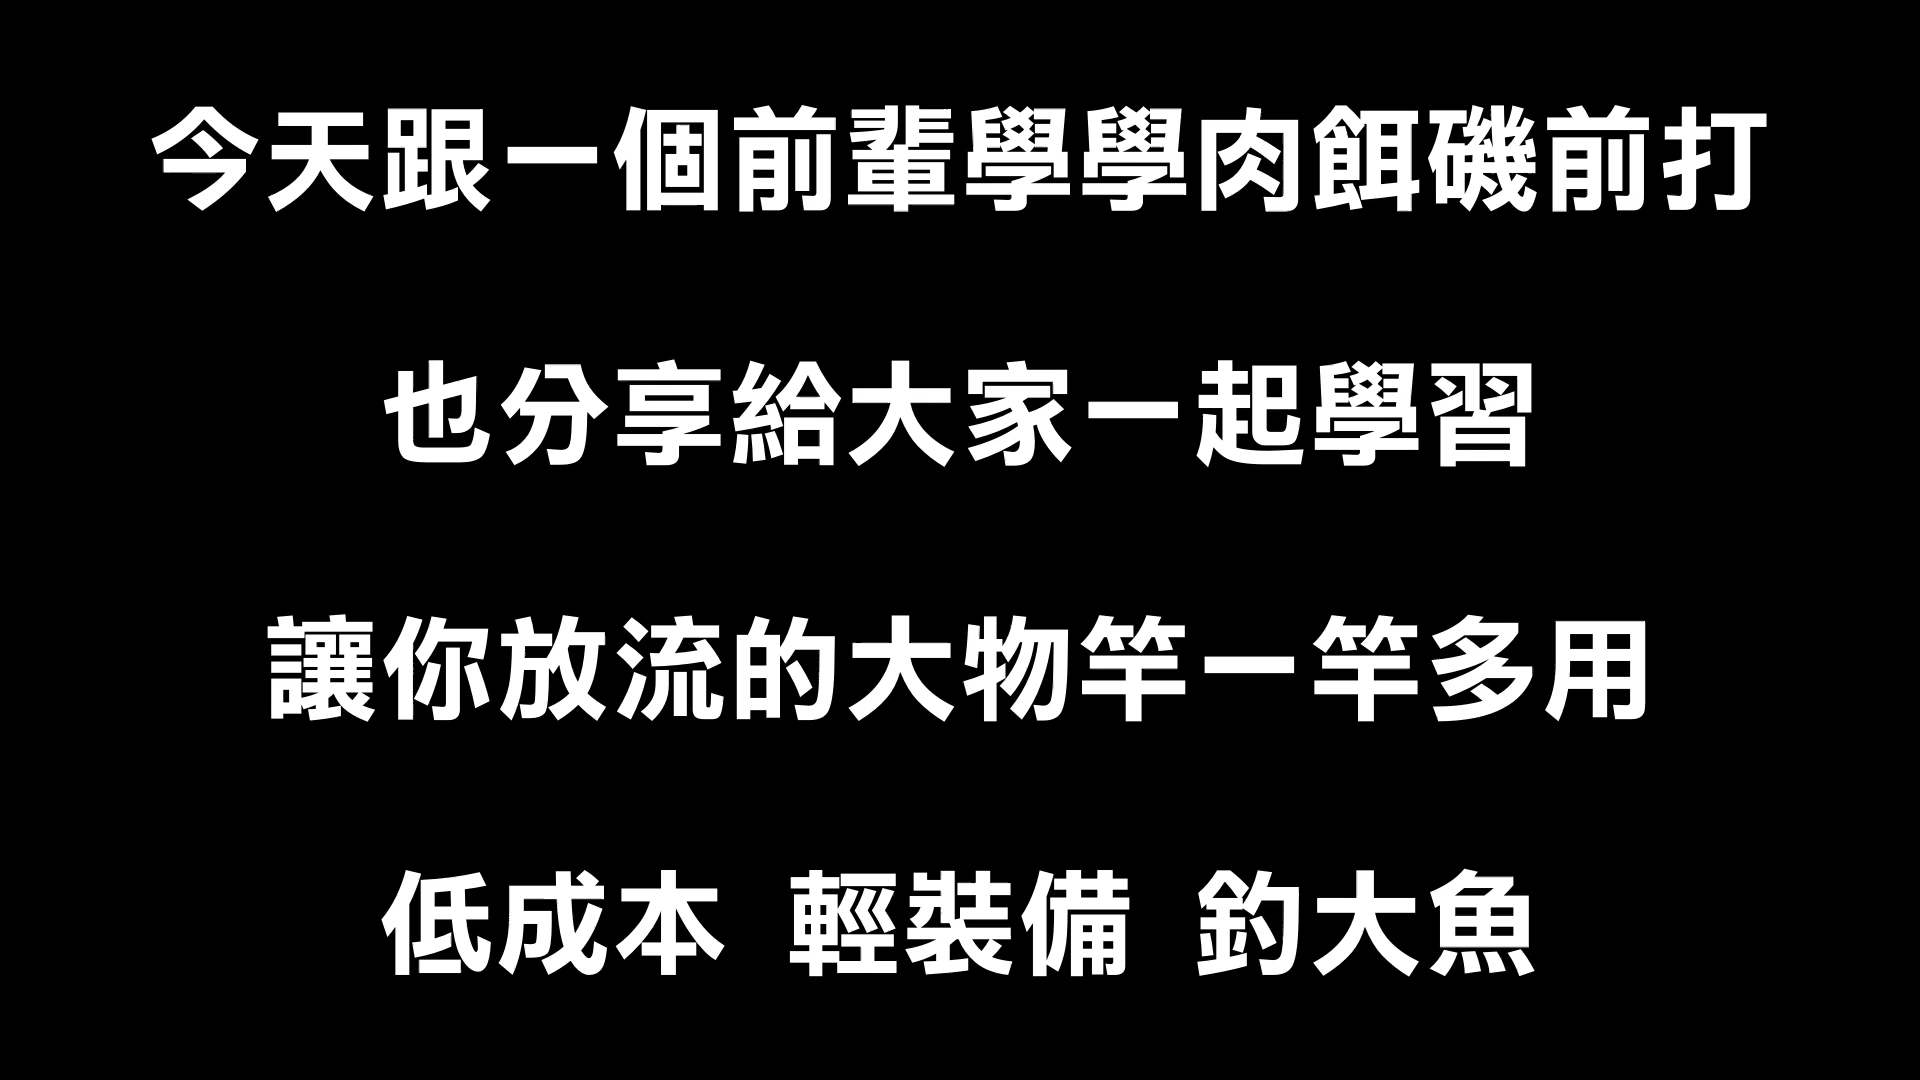 今天跟一個前輩學學肉餌磯前打
也分享給大家一起學習
讓你放流的大物竿一竿多用
低成本 輕裝備 釣大魚